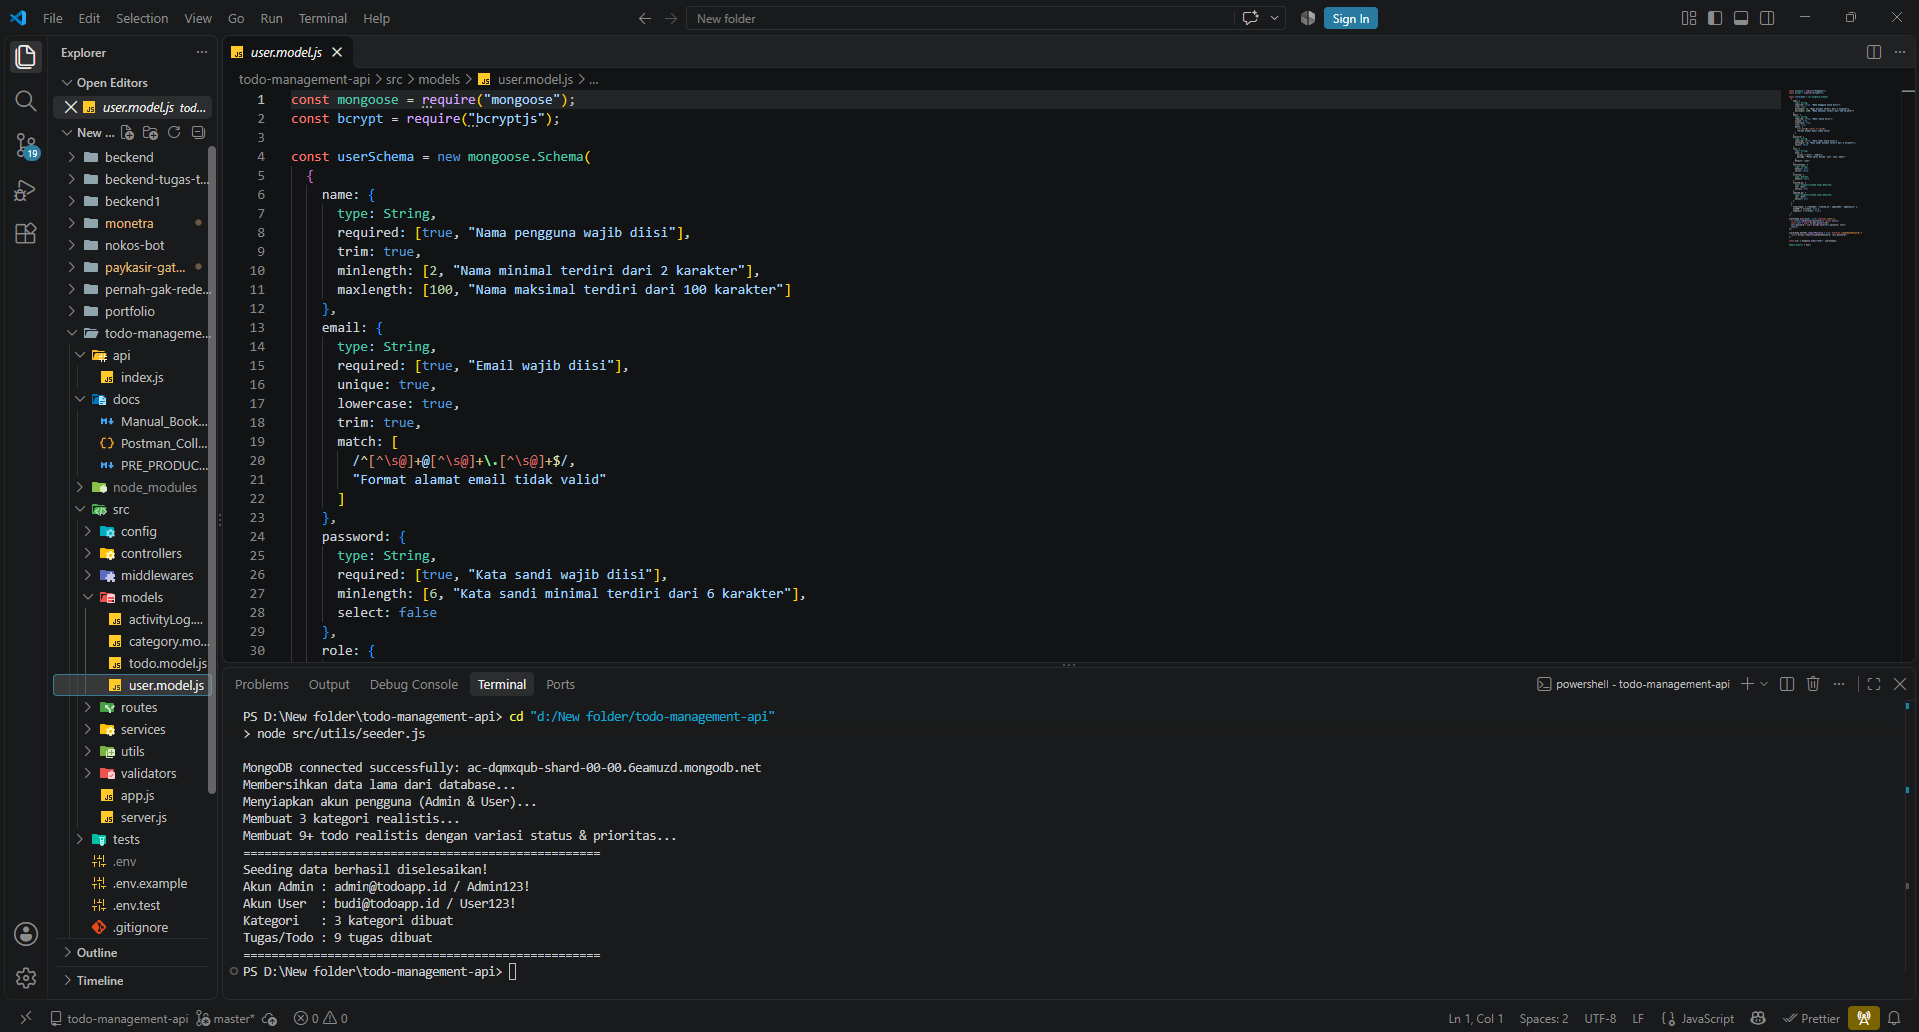 File Edit Selection View Go Run Terminal Help
New folder
Sign In
Explorer
Open Editors
user.model.js tod...
New ...
beckend
beckend-tugas-t...
beckend1
monetra
nokos-bot
paykasir-gat...
pernah-gak-rede...
portfolio
todo-manageme...
api
index.js
docs
Manual_Book...
Postman_Coll...
PRE_PRODUC...
node_modules
src
config
controllers
middlewares
models
activityLog....
category.mo...
todo.model.js
user.model.js
routes
services
utils
validators
app.js
server.js
tests
.env
.env.example
.env.test
.gitignore
Outline
Timeline
19
user.model.js
todo-management-api > src > models > user.model.js > ...
1 const mongoose = require("mongoose");
2 const bcrypt = require("bcryptjs");
3
4 const userSchema = new mongoose.Schema(
5 {
6 name: {
7 type: String,
8 required: [true, "Nama pengguna wajib diisi"],
9 trim: true,
10 minlength: [2, "Nama minimal terdiri dari 2 karakter"],
11 maxlength: [100, "Nama maksimal terdiri dari 100 karakter"]
12 },
13 email: {
14 type: String,
15 required: [true, "Email wajib diisi"],
16 unique: true,
17 lowercase: true,
18 trim: true,
19 match: [
20 /^[^\s@]+@[^\s@]+\.[^\s@]+$/,
21 "Format alamat email tidak valid"
22 ]
23 },
24 password: {
25 type: String,
26 required: [true, "Kata sandi wajib diisi"],
27 minlength: [6, "Kata sandi minimal terdiri dari 6 karakter"],
28 select: false
29 },
30 role: {
Problems Output Debug Console Terminal Ports
powershell - todo-management-api
PS D:\New folder\todo-management-api> cd "d:/New folder/todo-management-api"
> node src/utils/seeder.js
MongoDB connected successfully: ac-dqmxqub-shard-00-00.6eamuzd.mongodb.net
Membersihkan data lama dari database...
Menyiapkan akun pengguna (Admin & User)...
Membuat 3 kategori realistis...
Membuat 9+ todo realistis dengan variasi status & prioritas...
===================================================
Seeding data berhasil diselesaikan!
Akun Admin : admin@todoapp.id / Admin123!
Akun User : budi@todoapp.id / User123!
Kategori : 3 kategori dibuat
Tugas/Todo : 9 tugas dibuat
===================================================
PS D:\New folder\todo-management-api>
todo-management-api master* 0 0
Ln 1, Col 1 Spaces: 2 UTF-8 LF {} JavaScript Prettier